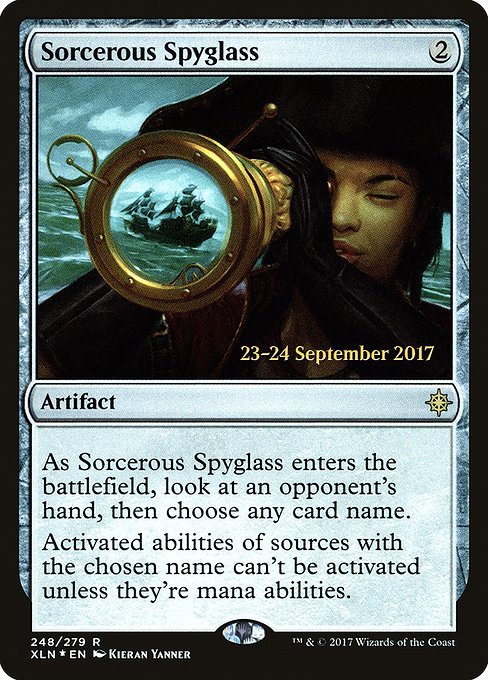 Sorcerous Spyglass 2
23–24 September 2017
Artifact
As Sorcerous Spyglass enters the
battlefield, look at an opponent's
hand, then choose any card name.
Activated abilities of sources with
the chosen name can't be activated
unless they're mana abilities.
248/279 R
™ & © 2017 Wizards of the Coast
XLN★EN Kieran Yanner